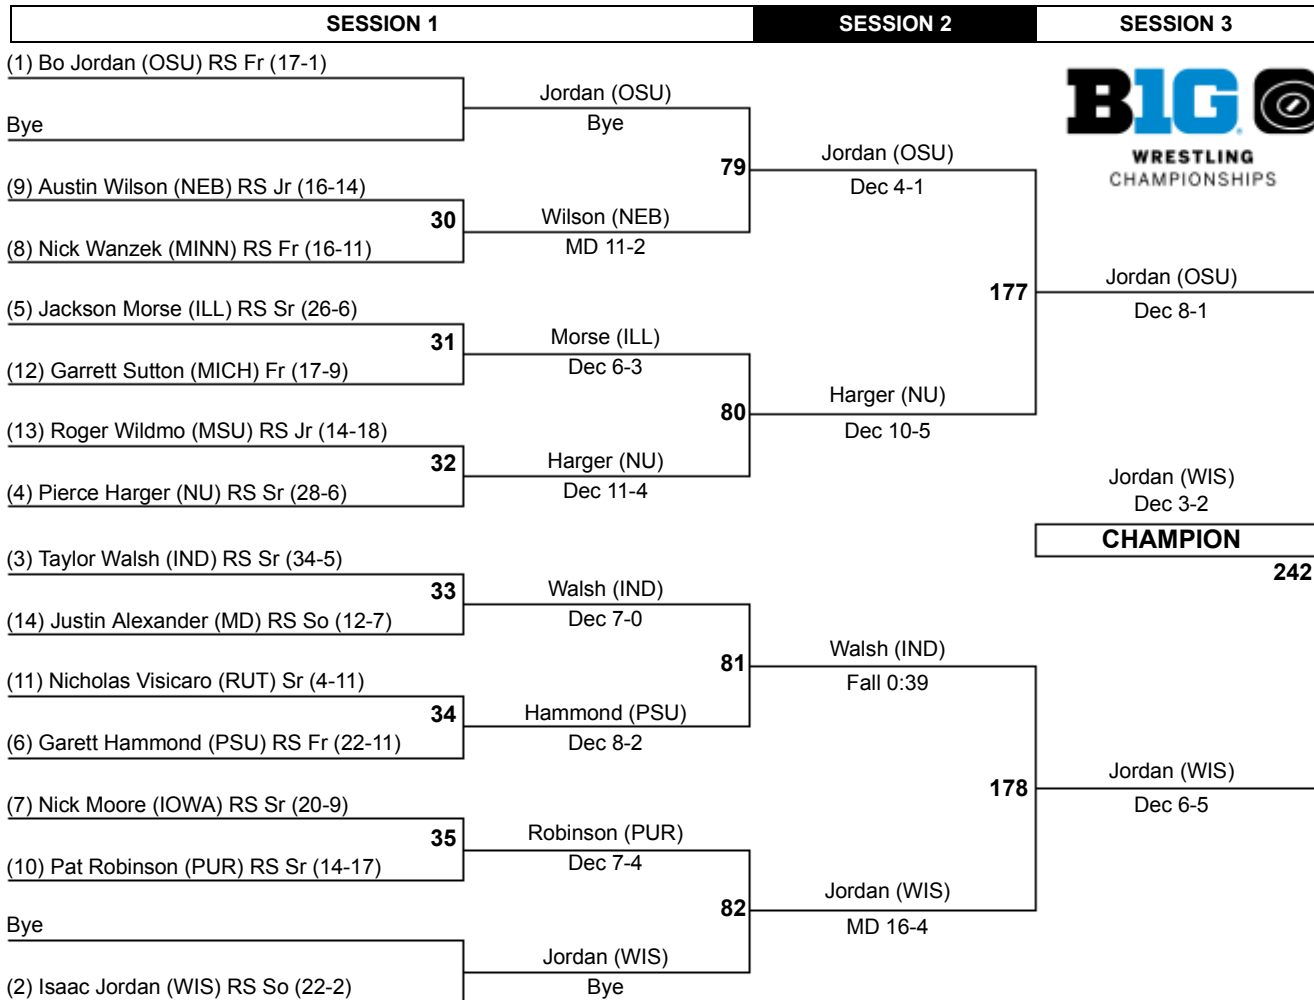 SESSION 1
SESSION 2
SESSION 3
(1) Bo Jordan (OSU) RS Fr (17-1)
Bye
Jordan (OSU)
Bye
79
(9) Austin Wilson (NEB) RS Jr (16-14)
30
(8) Nick Wanzek (MINN) RS Fr (16-11)
Wilson (NEB)
MD 11-2
Jordan (OSU)
Dec 4-1
B1G
WRESTLING
CHAMPIONSHIPS
177
(5) Jackson Morse (ILL) RS Sr (26-6)
31
(12) Garrett Sutton (MICH) Fr (17-9)
Morse (ILL)
Dec 6-3
80
(13) Roger Wildmo (MSU) RS Jr (14-18)
32
(4) Pierce Harger (NU) RS Sr (28-6)
Harger (NU)
Dec 11-4
Harger (NU)
Dec 10-5
Jordan (OSU)
Dec 8-1
Jordan (WIS)
Dec 3-2
CHAMPION
242
(3) Taylor Walsh (IND) RS Sr (34-5)
33
(14) Justin Alexander (MD) RS So (12-7)
Walsh (IND)
Dec 7-0
81
(11) Nicholas Visicaro (RUT) Sr (4-11)
34
(6) Garett Hammond (PSU) RS Fr (22-11)
Hammond (PSU)
Dec 8-2
Walsh (IND)
Fall 0:39
178
(7) Nick Moore (IOWA) RS Sr (20-9)
35
(10) Pat Robinson (PUR) RS Sr (14-17)
Robinson (PUR)
Dec 7-4
82
Bye
(2) Isaac Jordan (WIS) RS So (22-2)
Jordan (WIS)
Bye
Jordan (WIS)
MD 16-4
Jordan (WIS)
Dec 6-5